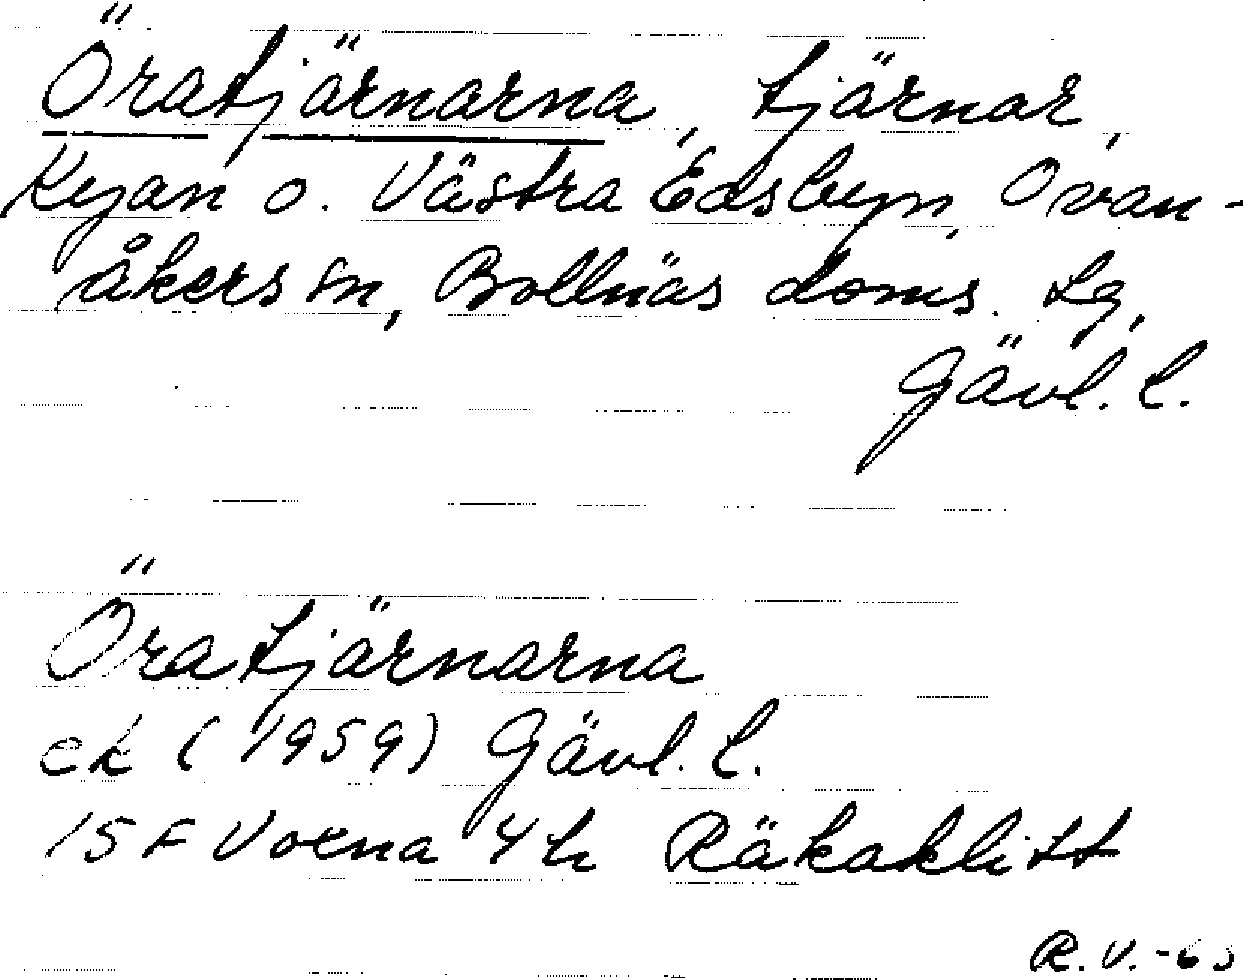 Öratjärnarna, tjärnar,
Kyan o. Västra Edsbyn, Ovan-
åkers sn, Bollnäs doms. lg,
Gävl. l.
Öratjärnarna
ek (1959) Gävl. l.
15 F Voxna 4 h Räkaklitt
R.V.-63